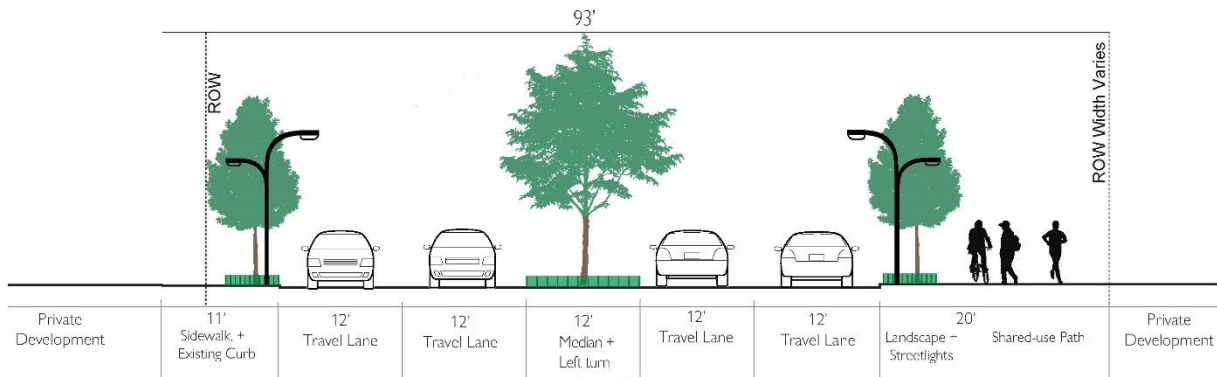 93'
ROW
ROW Width Varies
Private
Development
11'
Sidewalk, +
Existing Curb
12'
Travel Lane
12'
Travel Lane
12'
Median +
Left turn
12'
Travel Lane
12'
Travel Lane
20'
Landscape +
Streetlights
Shared-use Path
Private
Development